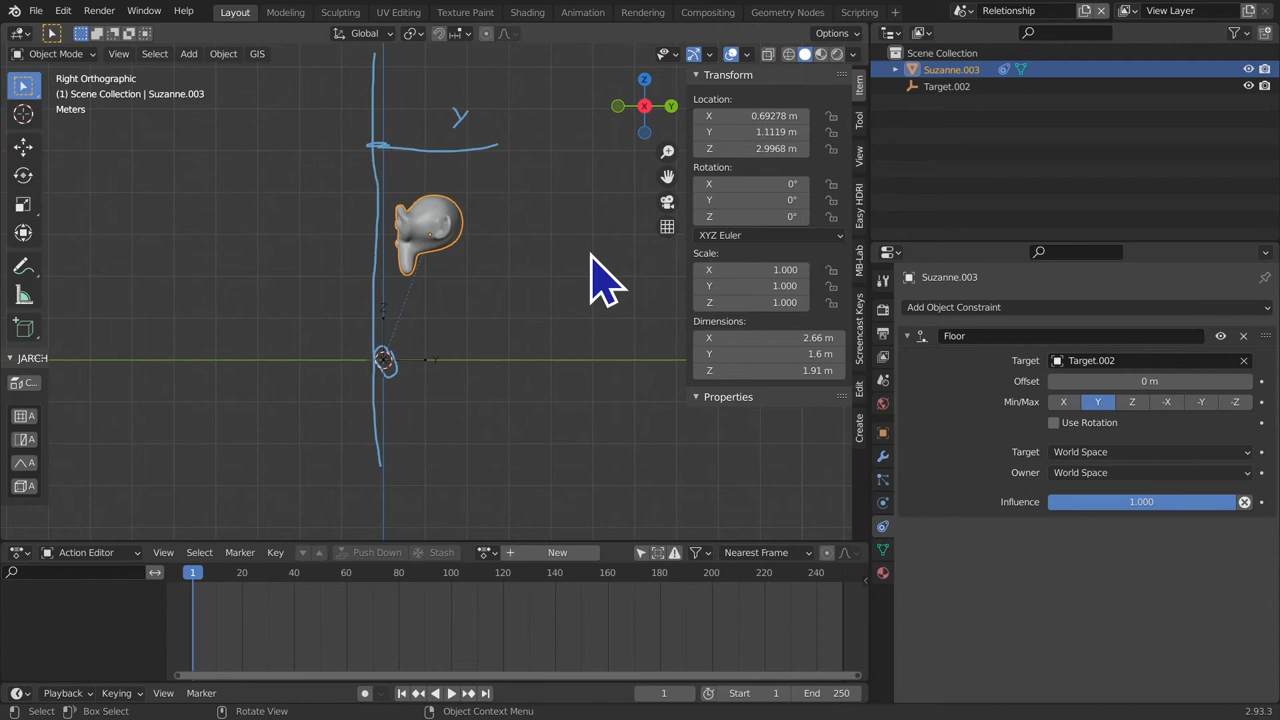 File Edit Render Window Help Layout Modeling Sculpting UV Editing Texture Paint Shading Animation Rendering Compositing Geometry Nodes Scripting + Relationship View Layer
Global Options
Object Mode View Select Add Object GIS
Right Orthographic
(1) Scene Collection | Suzanne.003
Meters
y
Z
Y
Z
X
Y
JARCH
C...
A
A
A
A
Transform
Location:
X 0.69278 m
Y 1.1119 m
Z 2.9968 m
Rotation:
X 0°
Y 0°
Z 0°
XYZ Euler
Scale:
X 1.000
Y 1.000
Z 1.000
Dimensions:
X 2.66 m
Y 1.6 m
Z 1.91 m
Properties
Item
Tool
View
Easy HDRI
MB-Lab
Screencast Keys
Edit
Create
Scene Collection
Suzanne.003
Target.002
Suzanne.003
Add Object Constraint
Floor
Target Target.002
Offset 0 m
Min/Max X Y Z -X -Y -Z
Use Rotation
Target World Space
Owner World Space
Influence 1.000
Action Editor View Select Marker Key Push Down Stash + New Nearest Frame
1 20 40 60 80 100 120 140 160 180 200 220 240
Playback Keying View Marker 1 Start 1 End 250
Select Box Select Rotate View Object Context Menu 2.93.3